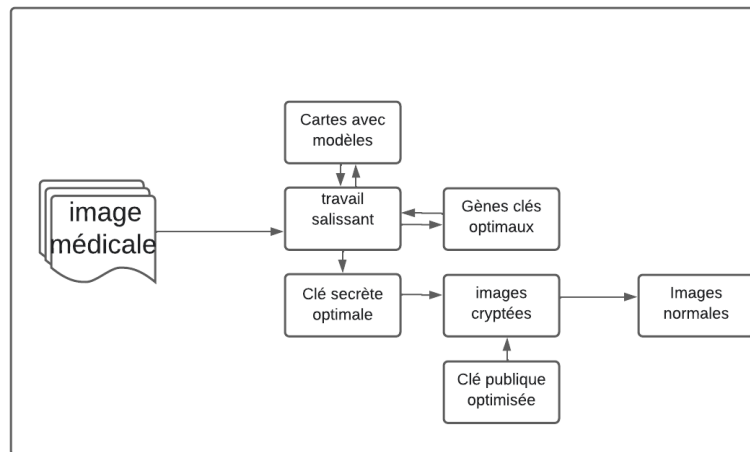 Cartes avec
modèles
image
médicale
travail
salissant
Gènes clés
optimaux
Clé secrète
optimale
images
cryptées
Images
normales
Clé publique
optimisée